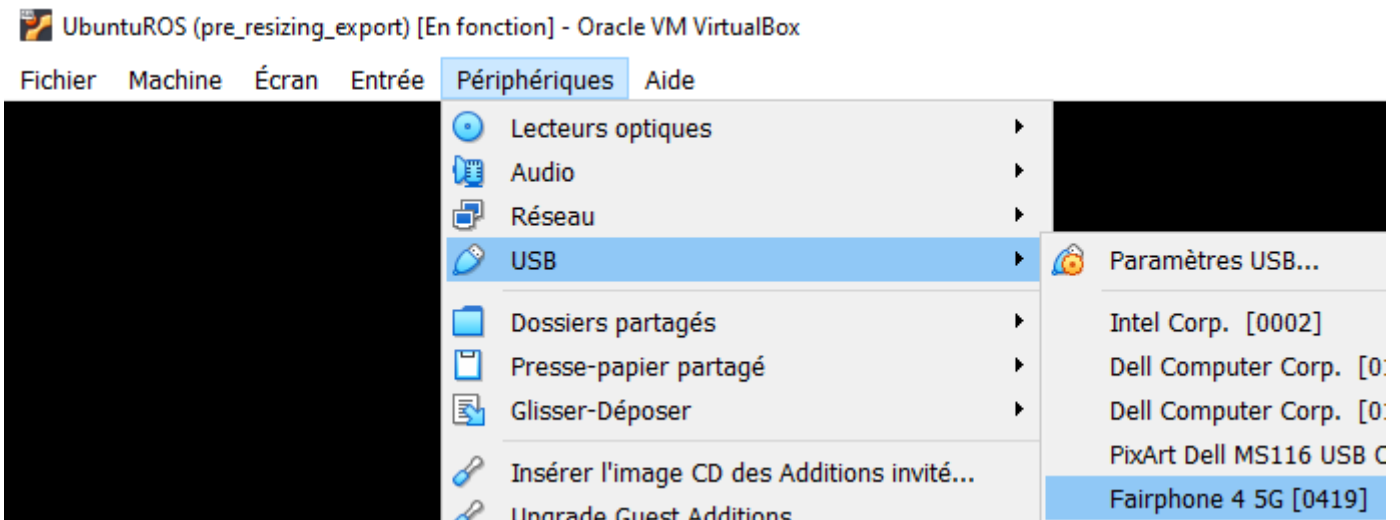 UbuntuROS (pre_resizing_export) [En fonction] - Oracle VM VirtualBox
Fichier Machine Écran Entrée Périphériques Aide
Lecteurs optiques
Audio
Réseau
USB
Paramètres USB...
Dossiers partagés
Intel Corp. [0002]
Presse-papier partagé
Dell Computer Corp.
Glisser-Déposer
Dell Computer Corp.
PixArt Dell MS116 USB
Insérer l'image CD des Additions invité...
Fairphone 4 5G [0419]
Upgrade Guest Additions